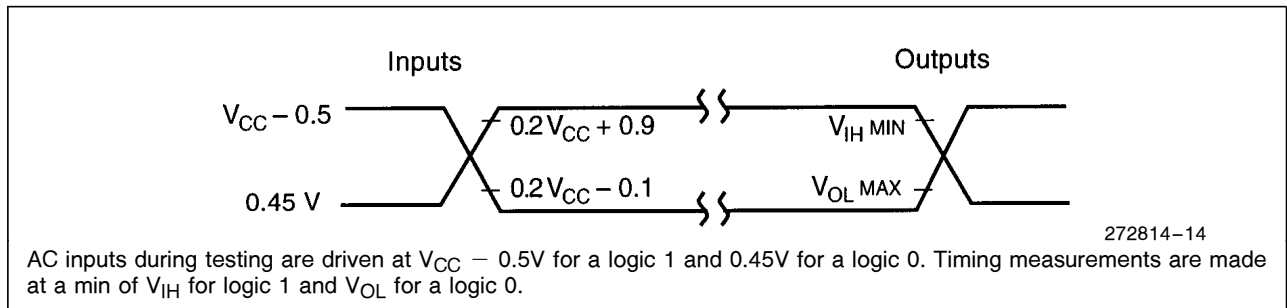 Inputs
Outputs
V_CC − 0.5
0.2 V_CC + 0.9
V_IH MIN
0.45 V
0.2 V_CC − 0.1
V_OL MAX
272814–14
AC inputs during testing are driven at V_CC − 0.5V for a logic 1 and 0.45V for a logic 0. Timing measurements are made
at a min of V_IH for logic 1 and V_OL for a logic 0.